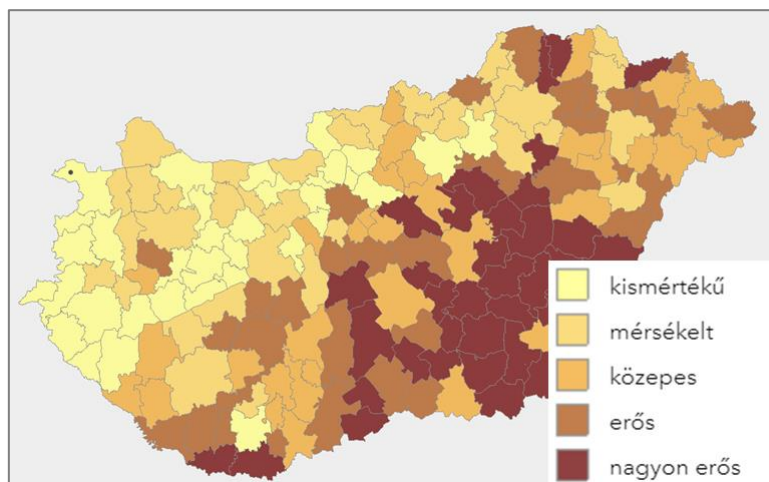 kismértékű
mérsékelt
közepes
erős
nagyon erős